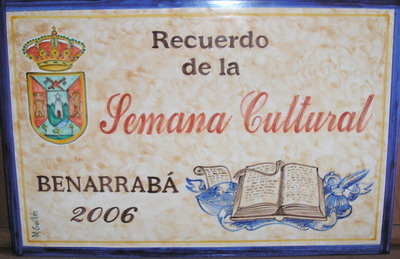 Recuerdo
de la
Semana Cultural
BENARRABÁ
2006